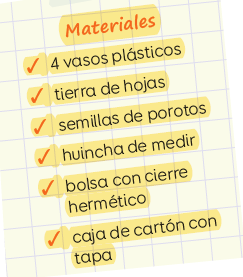 Materiales
✓ 4 vasos plásticos
✓ tierra de hojas
✓ semillas de porotos
✓ huincha de medir
✓ bolsa con cierre
hermético
✓ caja de cartón con
tapa